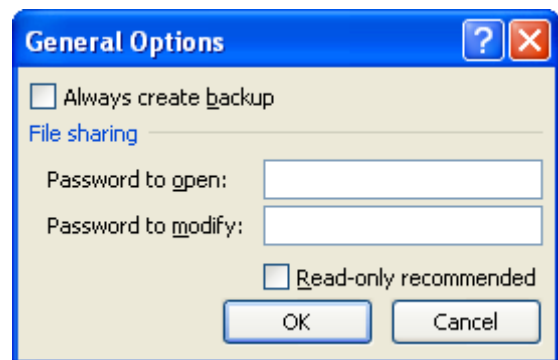 General Options
Always create backup
File sharing
Password to open:
Password to modify:
Read-only recommended
OK Cancel